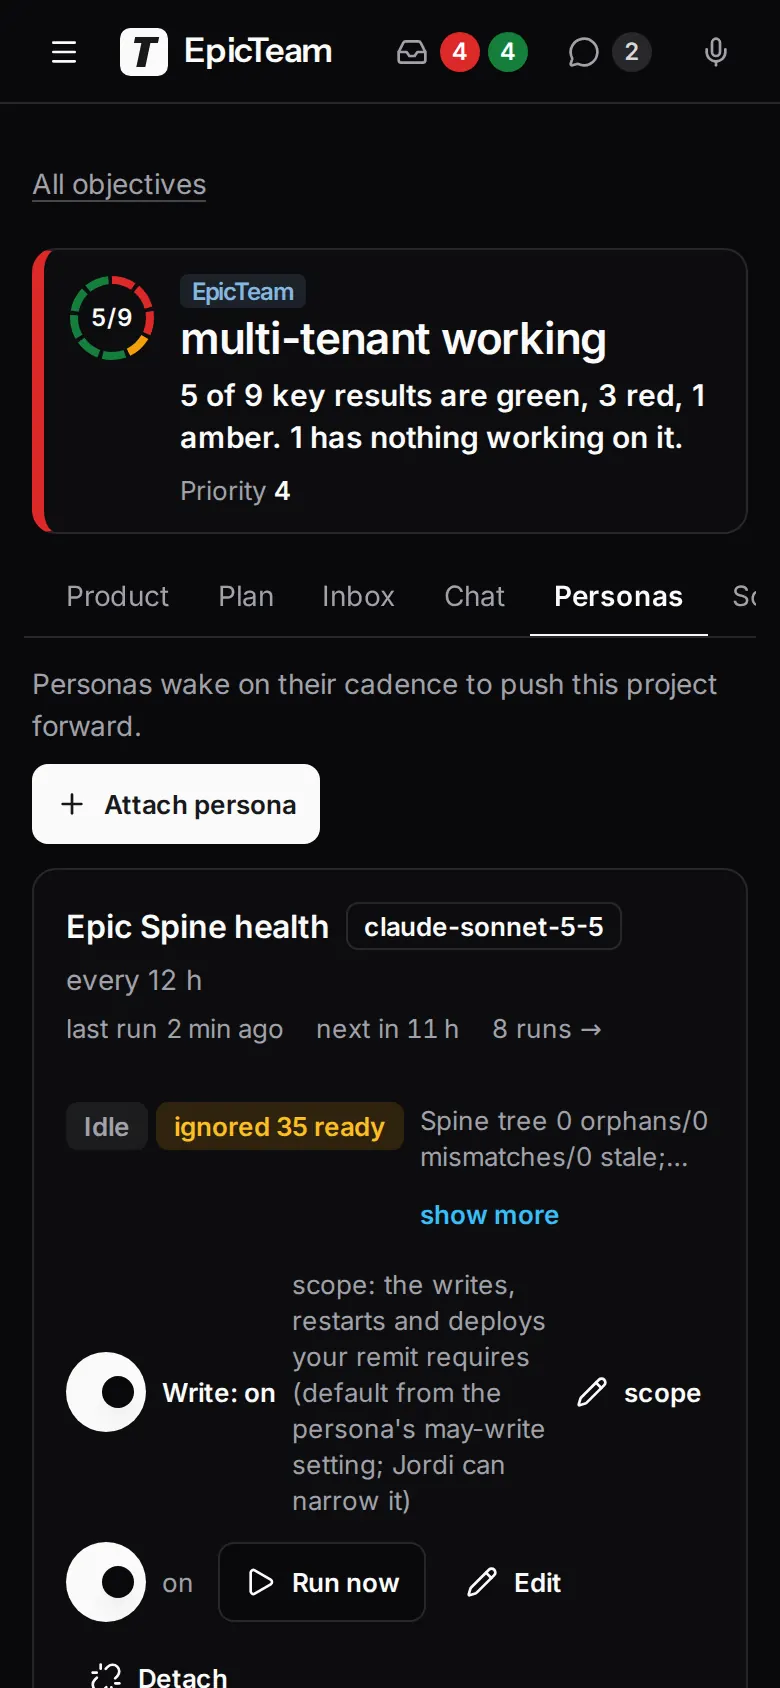 T EpicTeam 4 4 2
All objectives
5/9
EpicTeam
multi-tenant working
5 of 9 key results are green, 3 red, 1
amber. 1 has nothing working on it.
Priority 4
Product Plan Inbox Chat Personas Sc
Personas wake on their cadence to push this project
forward.
Attach persona
Epic Spine health claude-sonnet-5-5
every 12 h
last run 2 min ago next in 11 h 8 runs →
Idle ignored 35 ready
Spine tree 0 orphans/0
mismatches/0 stale;...
show more
scope: the writes,
restarts and deploys
your remit requires
Write: on (default from the scope
persona's may-write
setting; Jordi can
narrow it)
on Run now Edit
Detach